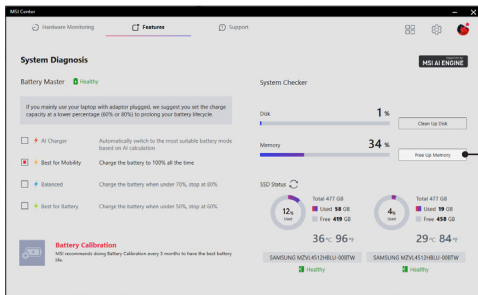 MSI Center
Hardware Monitoring
Features
Support
System Diagnosis
MSI AI ENGINE
Battery Master Healthy
System Checker
If you mainly use your laptop with adaptor plugged, we suggest you set the charge
capacity at a lower percentage (60% or 80%) to prolong your battery lifecycle.
Disk 1 %
Clean Up Disk
AI Charger
Automatically switch to the most suitable battery mode
based on AI calculation
Memory 34 %
Free Up Memory
Best for Mobility Charge the battery to 100% all the time
Balanced Charge the battery when under 70%, stop at 80%
SSD Status
Best for Battery Charge the battery when under 50%, stop at 60%
12% Used
Total 477 GB
Used 58 GB
Free 419 GB
36°C 96°F
4% Used
Total 477 GB
Used 19 GB
Free 458 GB
29°C 84°F
Battery Calibration
MSI recommends doing Battery Calibration every 3 months to have the best battery
life.
SAMSUNG MZVL4512HBLU-00BTW
Healthy
SAMSUNG MZVL4512HBLU-00BTW
Healthy